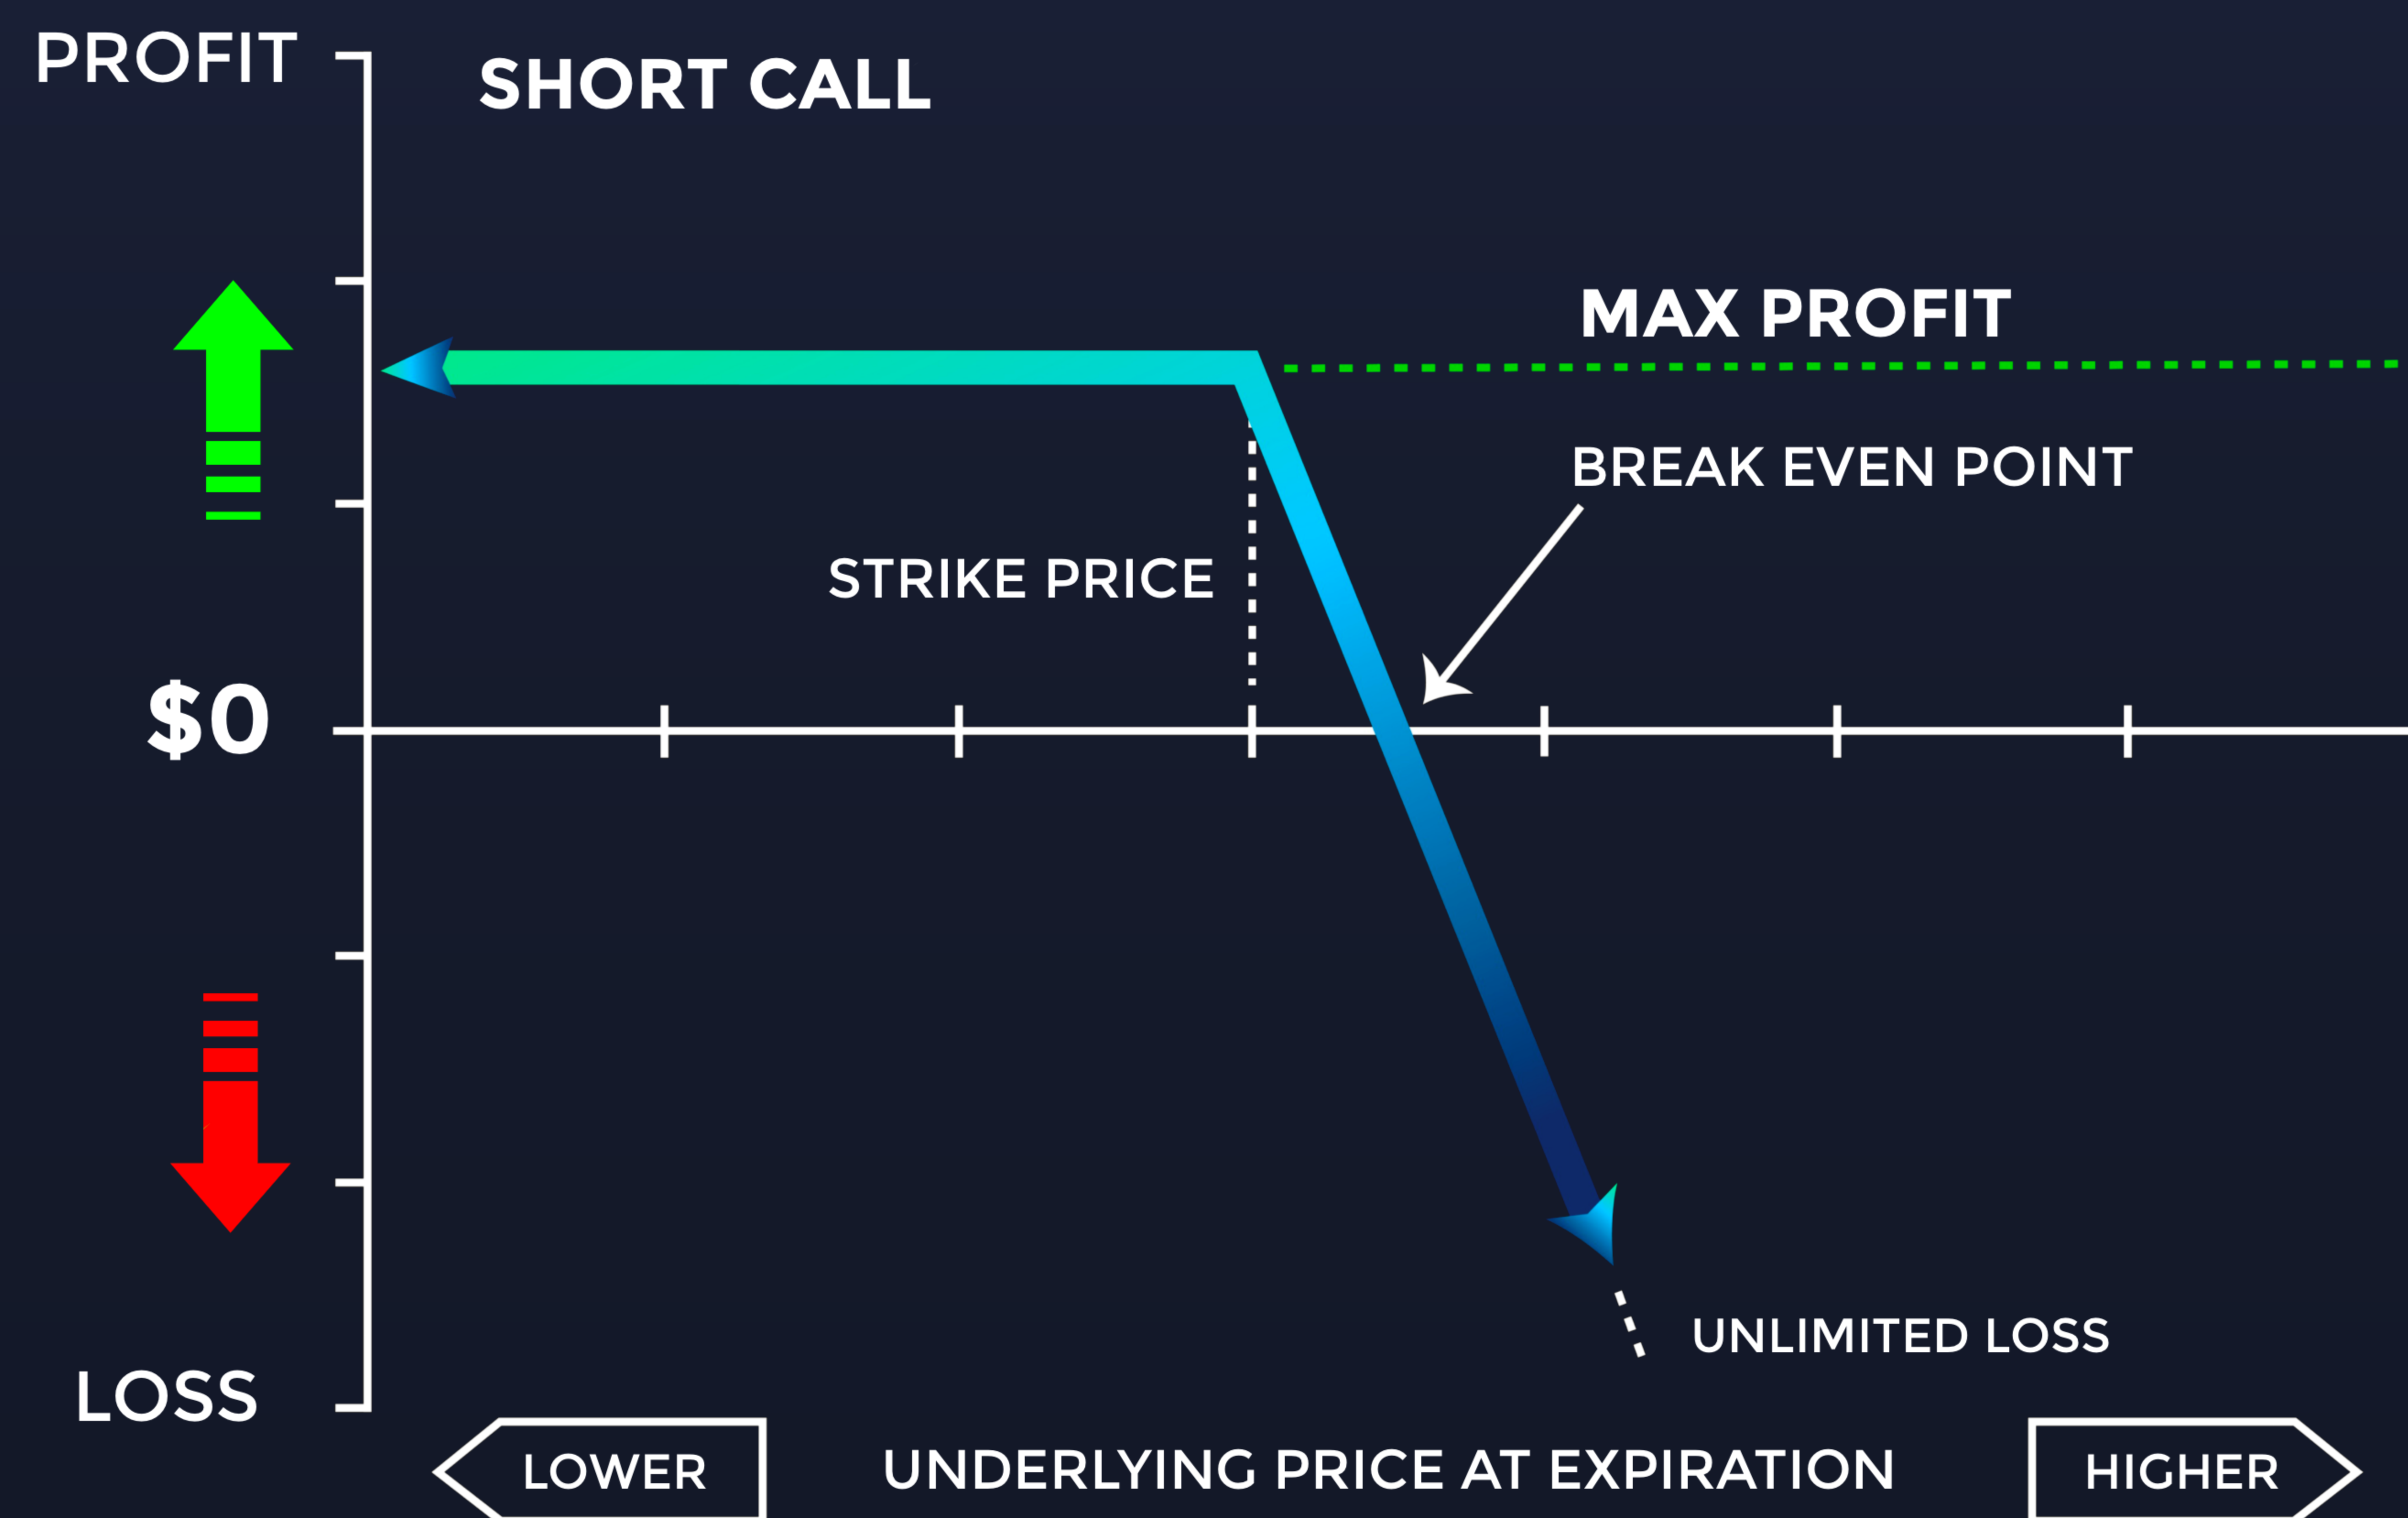 PROFIT
SHORT CALL
MAX PROFIT
BREAK EVEN POINT
STRIKE PRICE
$0
UNLIMITED LOSS
LOSS
LOWER
UNDERLYING PRICE AT EXPIRATION
HIGHER